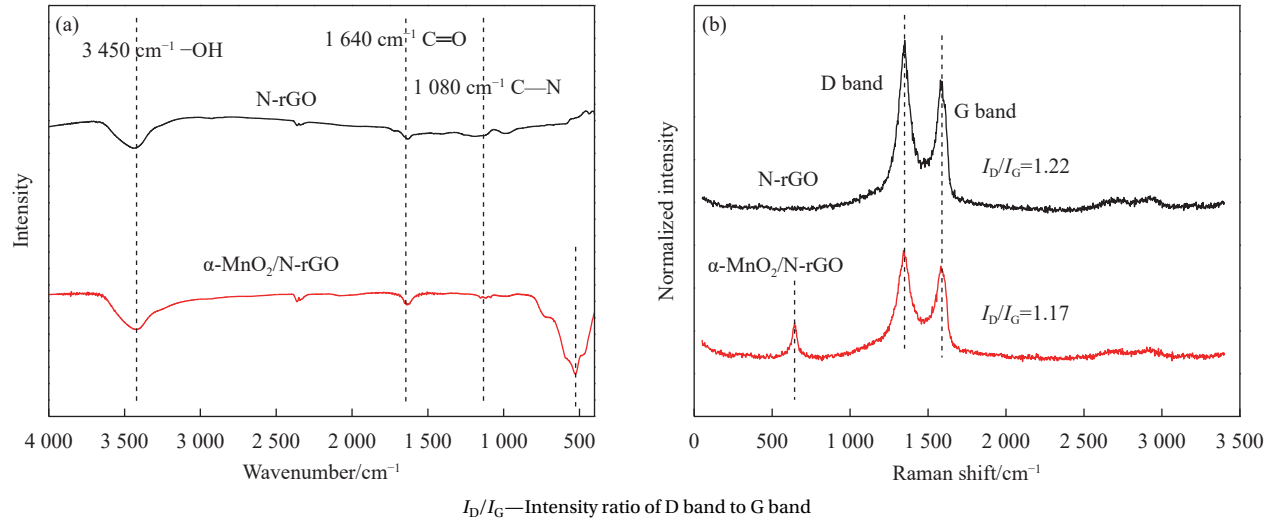 (a)
3 450 cm⁻¹ −OH
1 640 cm⁻¹ C═O
1 080 cm⁻¹ C—N
N-rGO
α-MnO₂/N-rGO
Intensity
4 000 3 500 3 000 2 500 2 000 1 500 1 000 500
Wavenumber/cm⁻¹
(b)
D band
G band
N-rGO
I_D/I_G=1.22
α-MnO₂/N-rGO
I_D/I_G=1.17
Normalized intensity
0 500 1 000 1 500 2 000 2 500 3 000 3 500
Raman shift/cm⁻¹
I_D/I_G—Intensity ratio of D band to G band